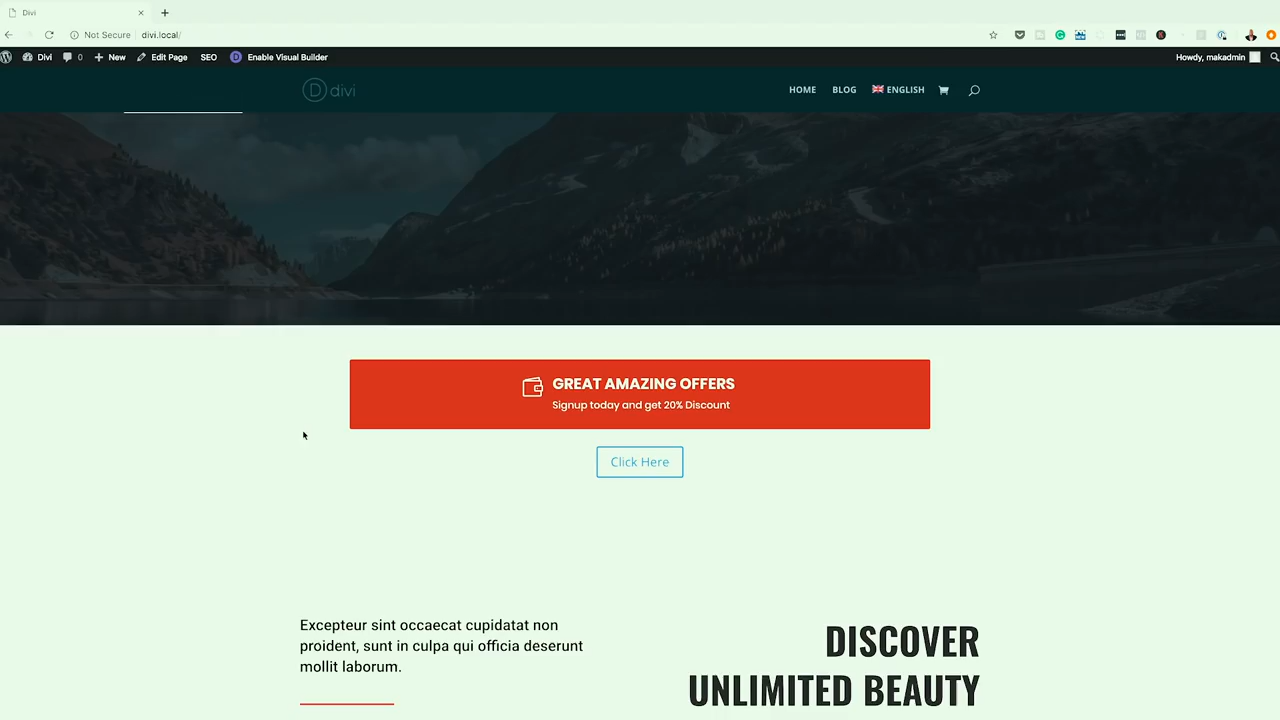 Divi
Not Secure divi.local/
Divi 0 New Edit Page SEO Enable Visual Builder Howdy, makadmin
divi HOME BLOG ENGLISH
GREAT AMAZING OFFERS
Signup today and get 20% Discount
Click Here
Excepteur sint occaecat cupidatat non
proident, sunt in culpa qui officia deserunt
mollit laborum.
DISCOVER
UNLIMITED BEAUTY